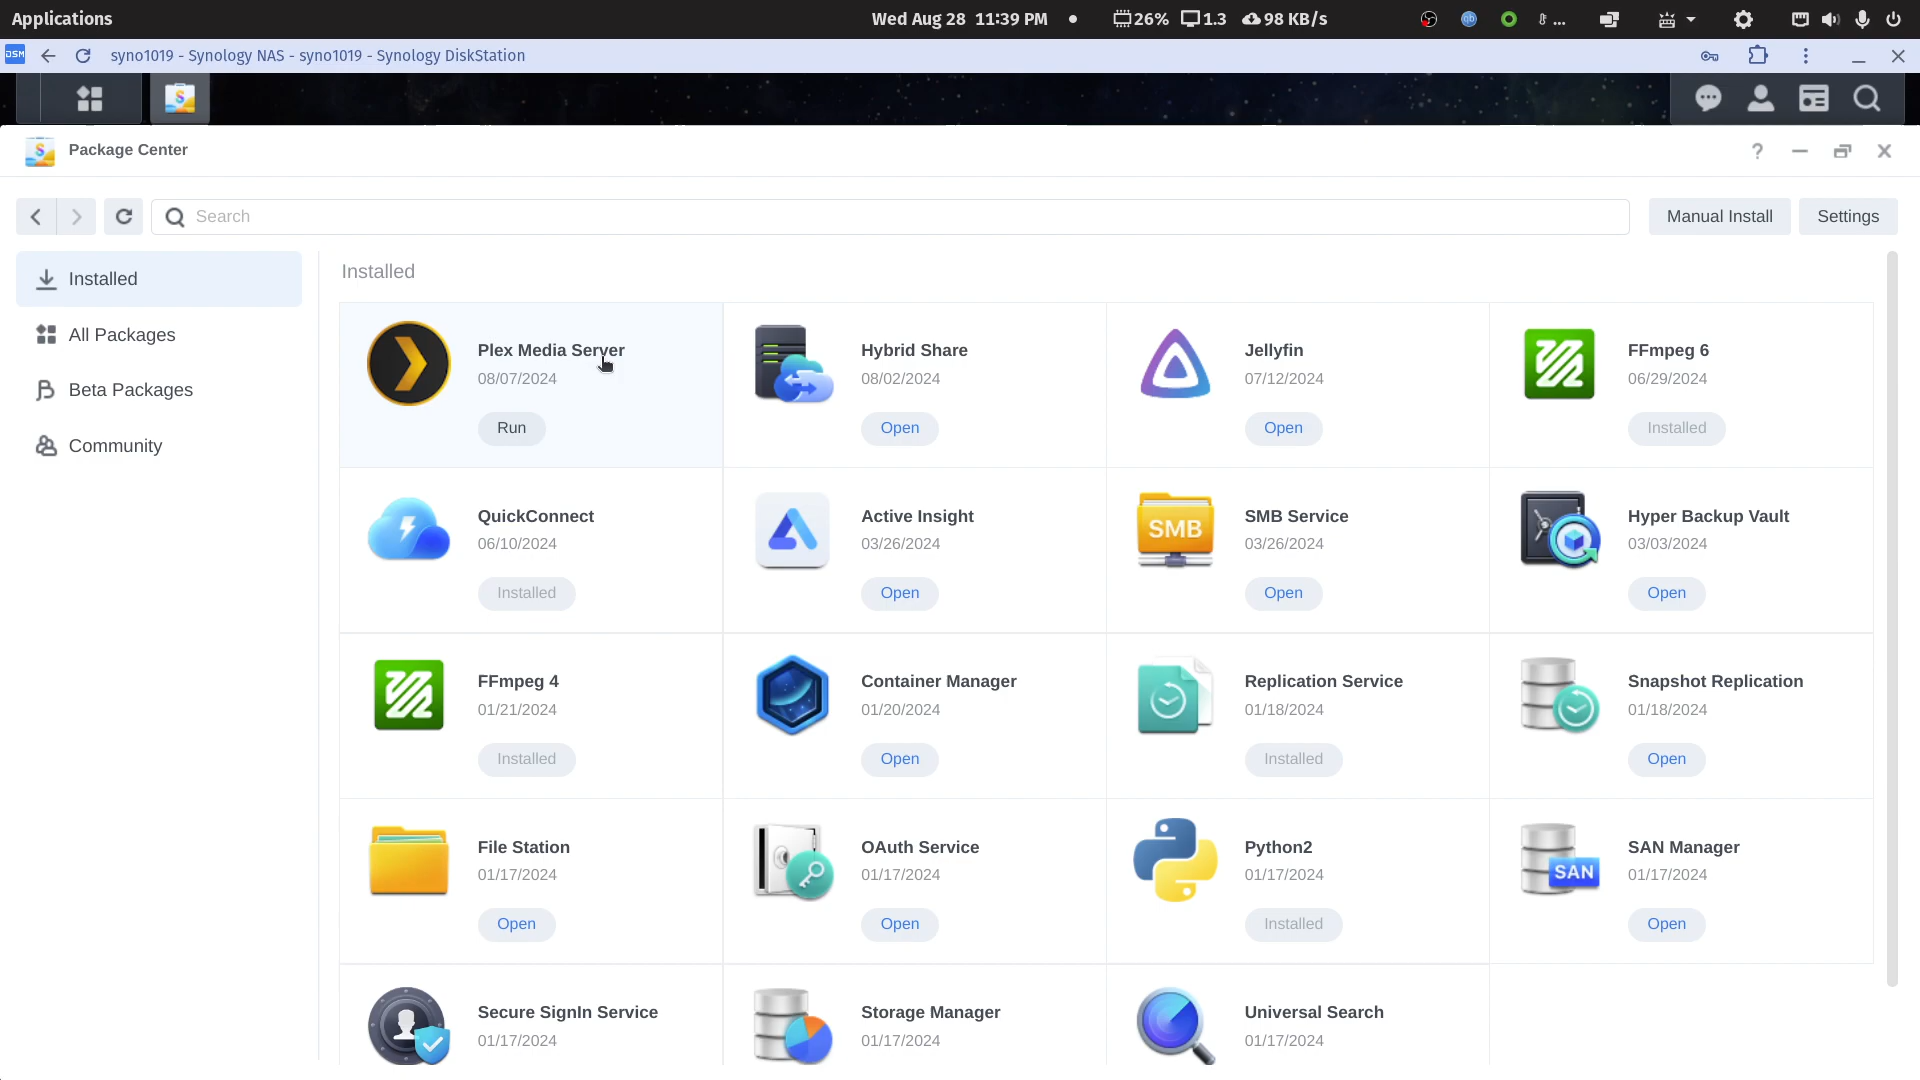 Applications
Wed Aug 28 11:39 PM
26% 1.3 98 KB/s
qb
...
DSM
syno1019 - Synology NAS - syno1019 - Synology DiskStation
S
S
Package Center
?
Search
Manual Install
Settings
Installed
All Packages
Beta Packages
Community
Installed
Plex Media Server
08/07/2024
Run
Hybrid Share
08/02/2024
Open
Jellyfin
07/12/2024
Open
FFmpeg 6
06/29/2024
Installed
QuickConnect
06/10/2024
Installed
Active Insight
03/26/2024
Open
SMB
SMB Service
03/26/2024
Open
Hyper Backup Vault
03/03/2024
Open
FFmpeg 4
01/21/2024
Installed
Container Manager
01/20/2024
Open
Replication Service
01/18/2024
Installed
Snapshot Replication
01/18/2024
Open
File Station
01/17/2024
Open
OAuth Service
01/17/2024
Open
Python2
01/17/2024
Installed
SAN
SAN Manager
01/17/2024
Open
Secure SignIn Service
01/17/2024
Storage Manager
01/17/2024
Universal Search
01/17/2024